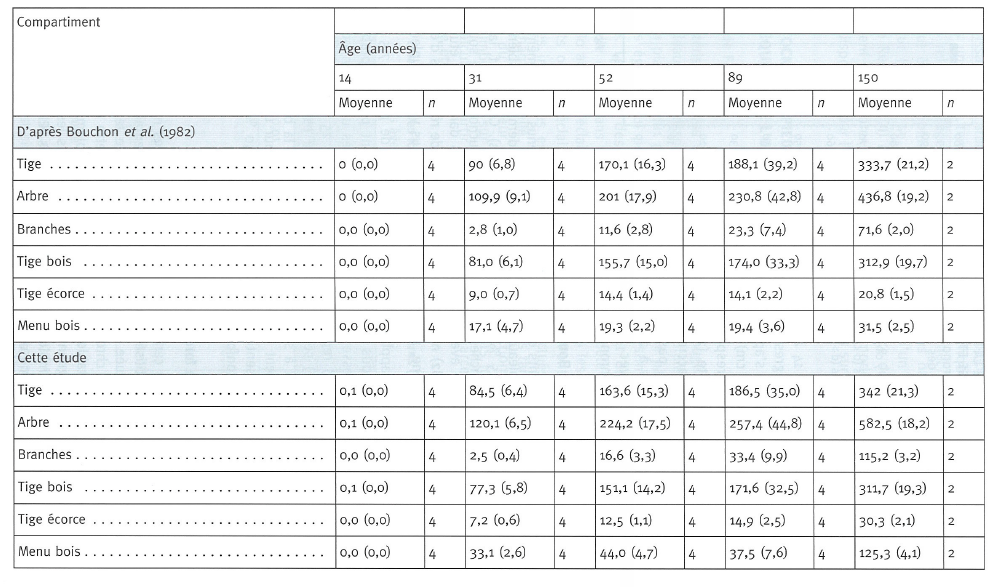 Compartiment
Âge (années)
14 31 52 89 150
Moyenne n Moyenne n Moyenne n Moyenne n Moyenne n
D'après Bouchon et al. (1982)
Tige .................................. 0 (0,0) 4 90 (6,8) 4 170,1 (16,3) 4 188,1 (39,2) 4 333,7 (21,2) 2
Arbre ................................. 0 (0,0) 4 109,9 (9,1) 4 201 (17,9) 4 230,8 (42,8) 4 436,8 (19,2) 2
Branches ............................... 0,0 (0,0) 4 2,8 (1,0) 4 11,6 (2,8) 4 23,3 (7,4) 4 71,6 (2,0) 2
Tige bois .............................. 0,0 (0,0) 4 81,0 (6,1) 4 155,7 (15,0) 4 174,0 (33,3) 4 312,9 (19,7) 2
Tige écorce ............................. 0,0 (0,0) 4 9,0 (0,7) 4 14,4 (1,4) 4 14,1 (2,2) 4 20,8 (1,5) 2
Menu bois .............................. 0,0 (0,0) 4 17,1 (4,7) 4 19,3 (2,2) 4 19,4 (3,6) 4 31,5 (2,5) 2
Cette étude
Tige .................................. 0,1 (0,0) 4 84,5 (6,4) 4 163,6 (15,3) 4 186,5 (35,0) 4 342 (21,3) 2
Arbre ................................. 0,1 (0,0) 4 120,1 (6,5) 4 224,2 (17,5) 4 257,4 (44,8) 4 582,5 (18,2) 2
Branches ............................... 0,0 (0,0) 4 2,5 (0,4) 4 16,6 (3,3) 4 33,4 (9,9) 4 115,2 (3,2) 2
Tige bois .............................. 0,1 (0,0) 4 77,3 (5,8) 4 151,1 (14,2) 4 171,6 (32,5) 4 311,7 (19,3) 2
Tige écorce ............................. 0,0 (0,0) 4 7,2 (0,6) 4 12,5 (1,1) 4 14,9 (2,5) 4 30,3 (2,1) 2
Menu bois .............................. 0,0 (0,0) 4 33,1 (2,6) 4 44,0 (4,7) 4 37,5 (7,6) 4 125,3 (4,1) 2